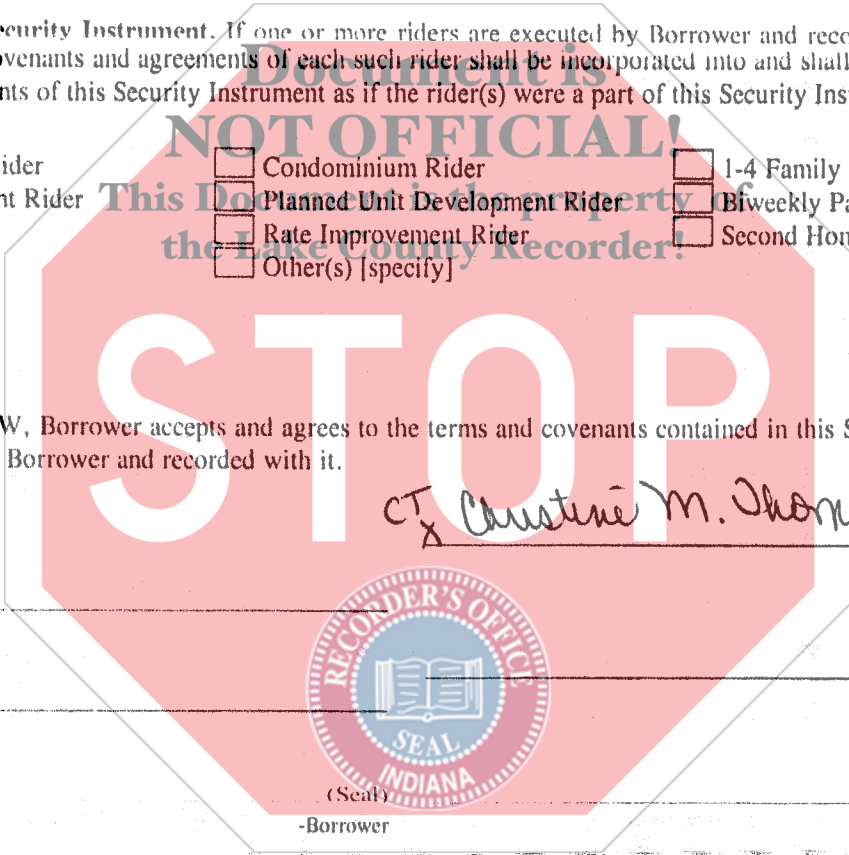 ecurity Instrument. If one or more riders are executed by Borrower and reco
ovenants and agreements of each such rider shall be incorporated into and shall
nts of this Security Instrument as if the rider(s) were a part of this Security Ins
Document is
NOT OFFICIAL!
This Document is the property of
the Lake County Recorder!
ider Condominium Rider 1-4 Family
nt Rider Planned Unit Development Rider Biweekly Pa
Rate Improvement Rider Second Hom
Other(s) [specify]
STOP
W, Borrower accepts and agrees to the terms and covenants contained in this S
Borrower and recorded with it.
CT X Christine M. Thom
RECORDER'S OFFICE
SEAL
INDIANA
(Seal)
-Borrower